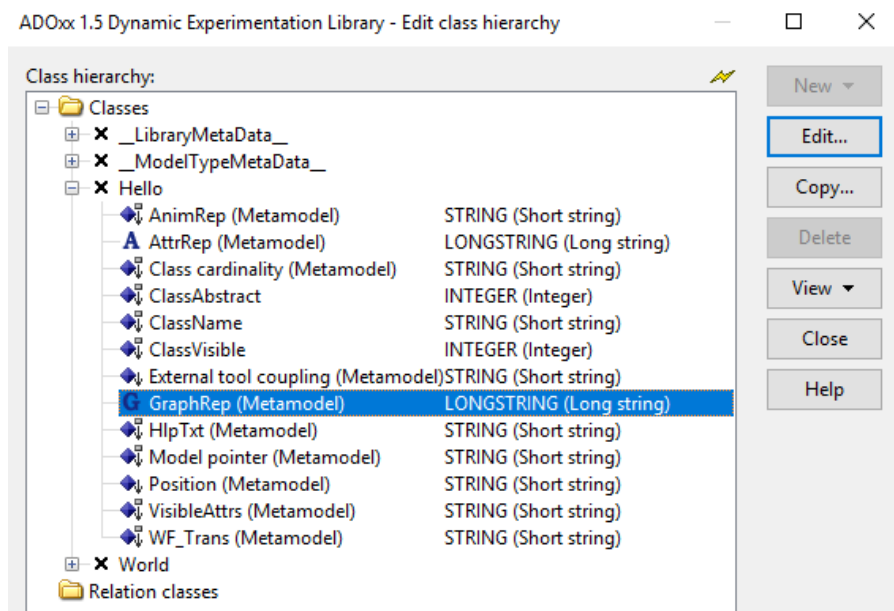 ADOxx 1.5 Dynamic Experimentation Library - Edit class hierarchy
Class hierarchy:
New
Classes
__LibraryMetaData__
Edit...
__ModelTypeMetaData__
Hello
Copy...
AnimRep (Metamodel) STRING (Short string)
AttrRep (Metamodel) LONGSTRING (Long string)
Delete
Class cardinality (Metamodel) STRING (Short string)
ClassAbstract INTEGER (Integer)
View
ClassName STRING (Short string)
ClassVisible INTEGER (Integer)
Close
External tool coupling (Metamodel)STRING (Short string)
GraphRep (Metamodel) LONGSTRING (Long string)
Help
HlpTxt (Metamodel) STRING (Short string)
Model pointer (Metamodel) STRING (Short string)
Position (Metamodel) STRING (Short string)
VisibleAttrs (Metamodel) STRING (Short string)
WF_Trans (Metamodel) STRING (Short string)
World
Relation classes